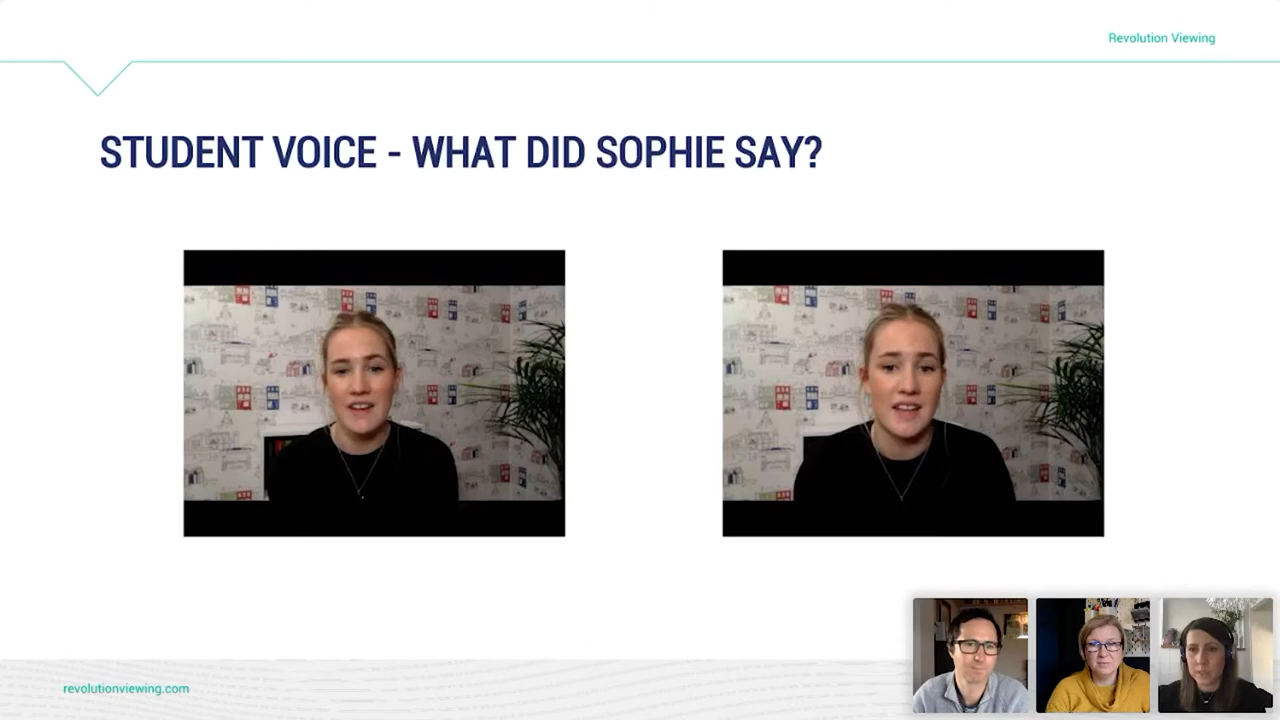 Revolution Viewing
STUDENT VOICE - WHAT DID SOPHIE SAY?
revolutionviewing.com